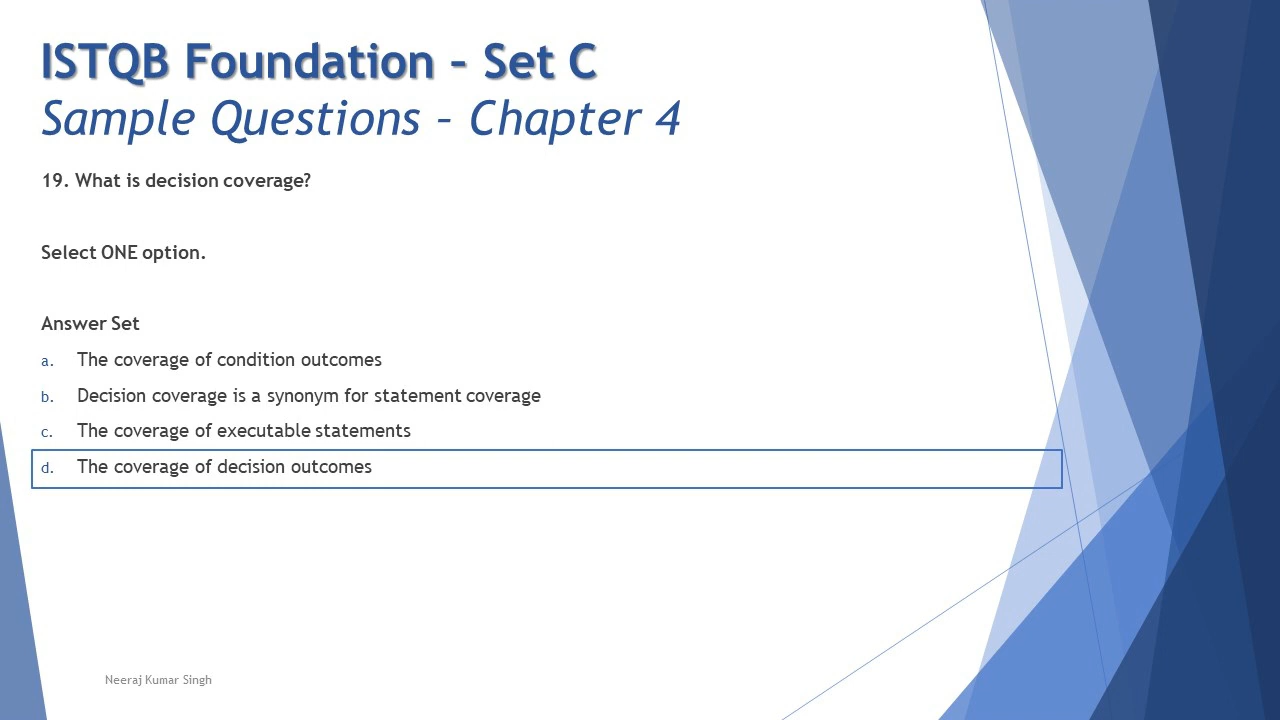 ISTQB Foundation – Set C
Sample Questions – Chapter 4
19. What is decision coverage?
Select ONE option.
Answer Set
a. The coverage of condition outcomes
b. Decision coverage is a synonym for statement coverage
c. The coverage of executable statements
d. The coverage of decision outcomes
Neeraj Kumar Singh